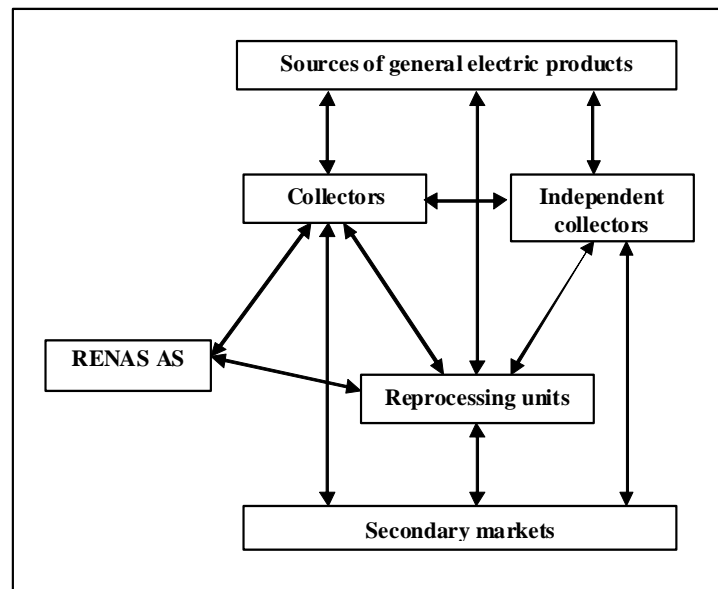 Sources of general electric products
Collectors
Independent
collectors
RENAS AS
Reprocessing units
Secondary markets